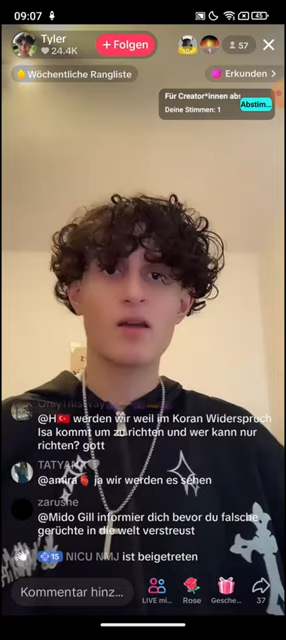 09:07
45
Tyler
24.4K
+ Folgen
57
Wöchentliche Rangliste
Erkunden >
Für Creator*innen abs
Deine Stimmen: 1
Abstim...
@H🇹🇷 werden wir weil im Koran Widerspruch
Isa kommt um zu richten und wer kann nur
richten? gott
TATYANA
@amira🫀 ja wir werden es sehen
zarushe
@Mido Gill informier dich bevor du falsche
gerüchte in die welt verstreust
15 NICU NMJ ist beigetreten
Kommentar hinz...
LIVE mi...
Rose
Gesche...
37